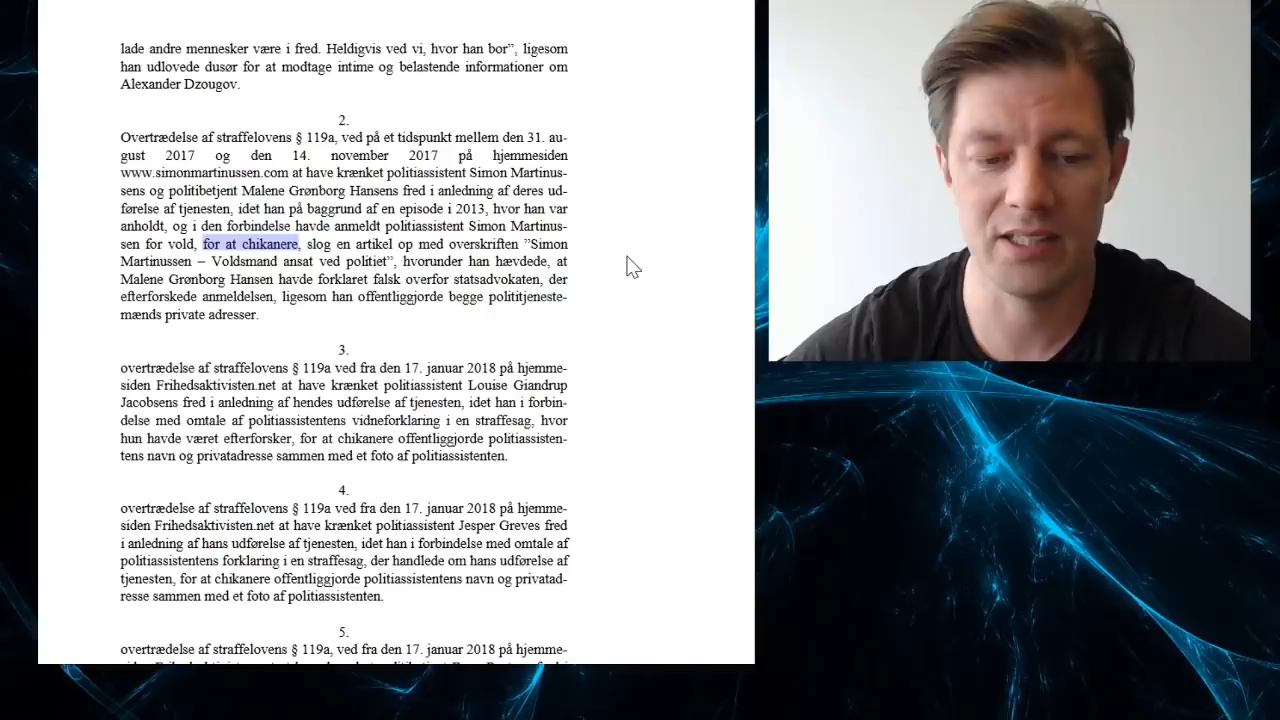 lade andre mennesker være i fred. Heldigvis ved vi, hvor han bor”, ligesom
han udlovede dusør for at modtage intime og belastende informationer om
Alexander Dzougov.
2.
Overtrædelse af straffelovens § 119a, ved på et tidspunkt mellem den 31. au-
gust 2017 og den 14. november 2017 på hjemmesiden
www.simonmartinussen.com at have krænket politiassistent Simon Martinus-
sens og politibetjent Malene Grønborg Hansens fred i anledning af deres ud-
førelse af tjenesten, idet han på baggrund af en episode i 2013, hvor han var
anholdt, og i den forbindelse havde anmeldt politiassistent Simon Martinus-
sen for vold, for at chikanere, slog en artikel op med overskriften ”Simon
Martinussen – Voldsmand ansat ved politiet”, hvorunder han hævdede, at
Malene Grønborg Hansen havde forklaret falsk overfor statsadvokaten, der
efterforskede anmeldelsen, ligesom han offentliggjorde begge polititjeneste-
mænds private adresser.
3.
overtrædelse af straffelovens § 119a ved fra den 17. januar 2018 på hjemme-
siden Frihedsaktivisten.net at have krænket politiassistent Louise Giandrup
Jacobsens fred i anledning af hendes udførelse af tjenesten, idet han i forbin-
delse med omtale af politiassistentens vidneforklaring i en straffesag, hvor
hun havde været efterforsker, for at chikanere offentliggjorde politiassisten-
tens navn og privatadresse sammen med et foto af politiassistenten.
4.
overtrædelse af straffelovens § 119a ved fra den 17. januar 2018 på hjemme-
siden Frihedsaktivisten.net at have krænket politiassistent Jesper Greves fred
i anledning af hans udførelse af tjenesten, idet han i forbindelse med omtale af
politiassistentens forklaring i en straffesag, der handlede om hans udførelse af
tjenesten, for at chikanere offentliggjorde politiassistentens navn og privatad-
resse sammen med et foto af politiassistenten.
5.
overtrædelse af straffelovens § 119a, ved fra den 17. januar 2018 på hjemme-